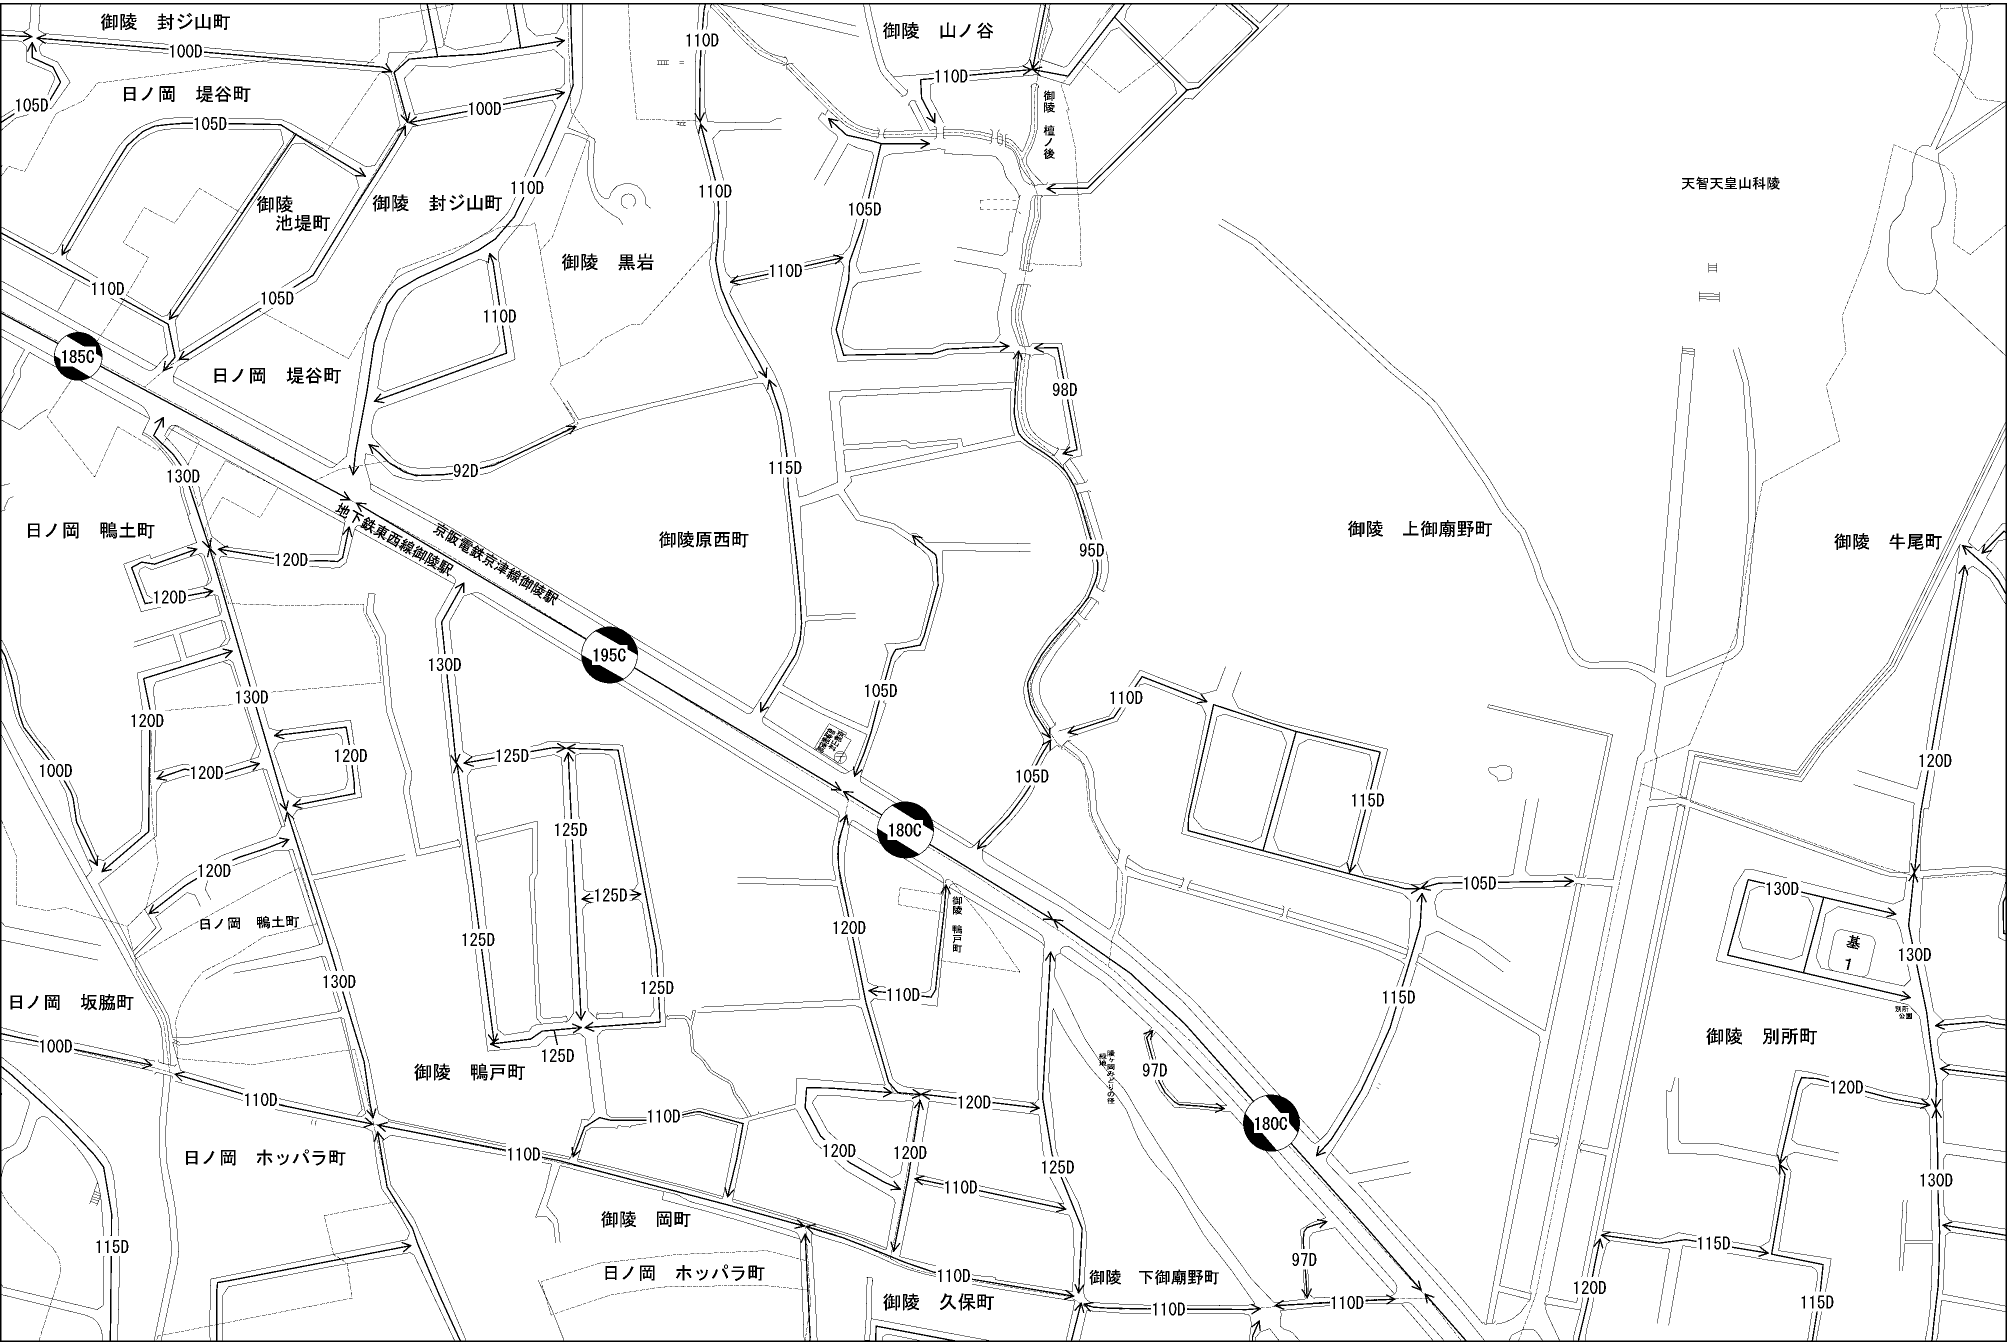 御陵　封ジ山町
100D
110D
御陵　山ノ谷
110D
日ノ岡　堤谷町
105D
100D
105D
御陵　檀ノ後
御陵
池堤町
御陵　封ジ山町
110D
110D
105D
天智天皇山科陵
110D
105D
御陵　黒岩
110D
110D
185C
日ノ岡　堤谷町
98D
130D
92D
115D
日ノ岡　鴨土町
地下鉄東西線御陵駅
京阪電鉄京津線御陵駅
御陵原西町
95D
御陵　上御廟野町
御陵　牛尾町
120D
120D
130D
195C
105D
110D
130D
120D
100D
120D
120D
125D
105D
115D
120D
125D
180C
120D
125D
105D
130D
日ノ岡　鴨土町
125D
120D
御陵　鴨戸町
基
1
130D
日ノ岡　坂脇町
130D
125D
110D
115D
別所
公園
100D
125D
御陵　鴨戸町
97D
御陵　別所町
110D
110D
120D
120D
180C
日ノ岡　ホッパラ町
110D
120D
120D
110D
125D
130D
115D
御陵　岡町
97D
115D
日ノ岡　ホッパラ町
110D
御陵　下御廟野町
120D
御陵　久保町
110D
110D
115D